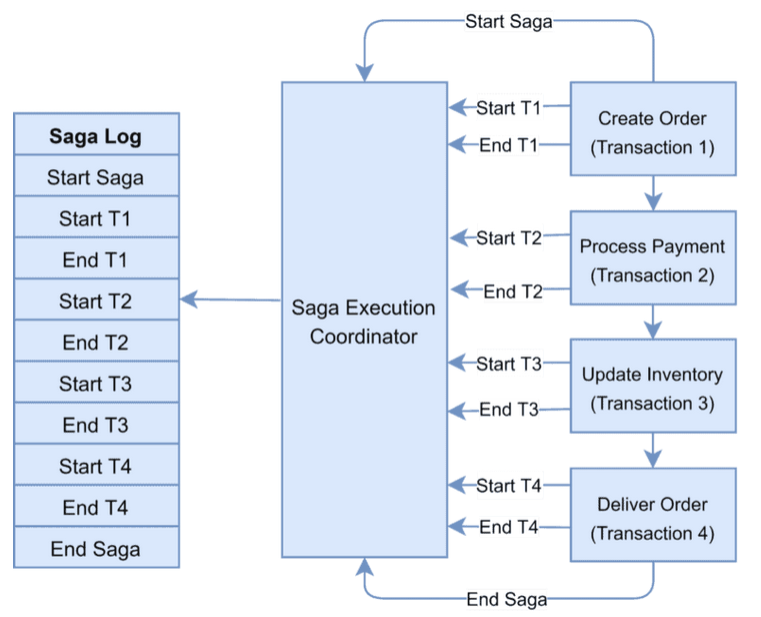 Start Saga
Saga Log
Start Saga
Start T1
End T1
Start T2
End T2
Start T3
End T3
Start T4
End T4
End Saga
Saga Execution
Coordinator
Start T1
End T1
Start T2
End T2
Start T3
End T3
Start T4
End T4
Create Order
(Transaction 1)
Process Payment
(Transaction 2)
Update Inventory
(Transaction 3)
Deliver Order
(Transaction 4)
End Saga